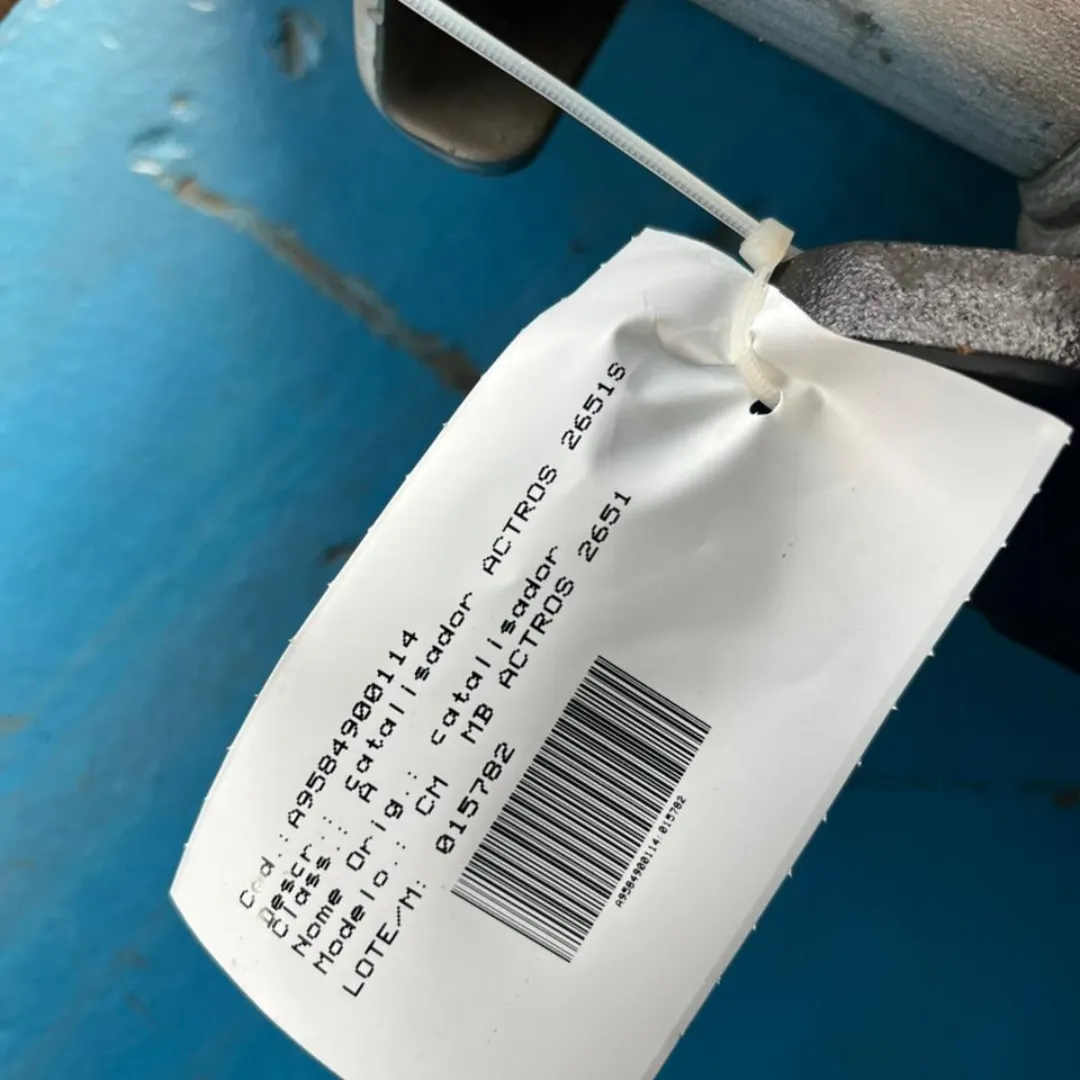 Cod.: A9584900114
Descr.: Catalisador ACTROS 2651S
Class.: A
Nome Orig.: catalisador
Modelo.: CM MB ACTROS 2651
LOTE/M: 015782
A9584900114/015782